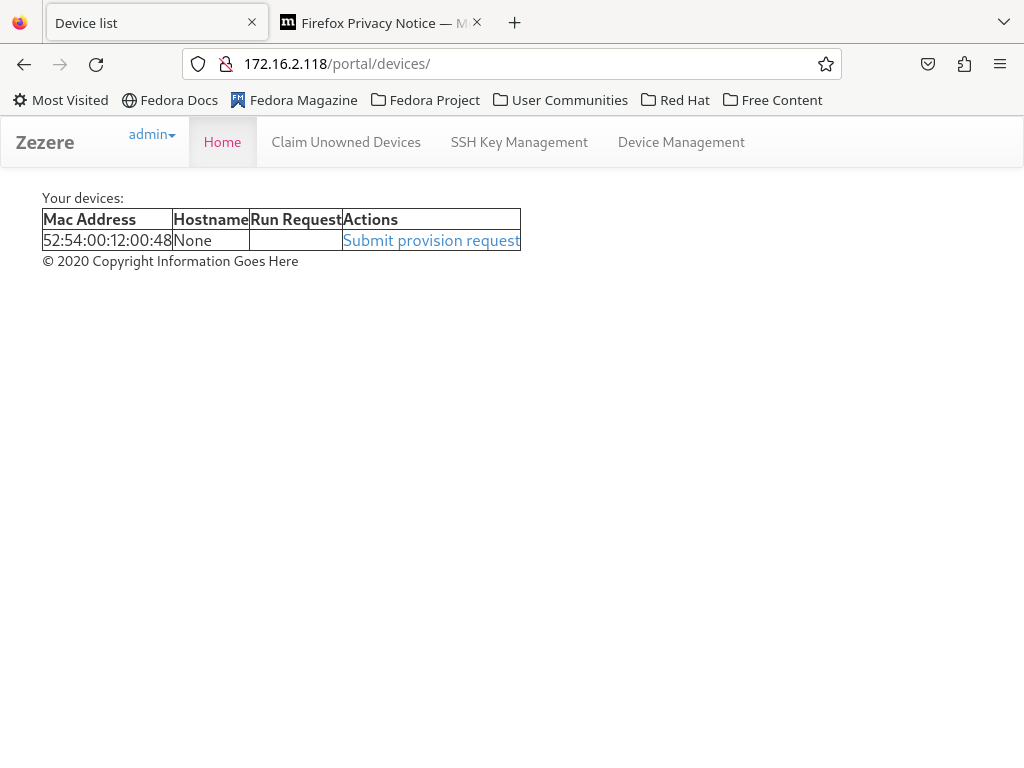 Device list
Firefox Privacy Notice — M
172.16.2.118/portal/devices/
Most Visited Fedora Docs Fedora Magazine Fedora Project User Communities Red Hat Free Content
Zezere admin Home Claim Unowned Devices SSH Key Management Device Management
Your devices:
Mac Address Hostname Run Request Actions
52:54:00:12:00:48 None Submit provision request
© 2020 Copyright Information Goes Here